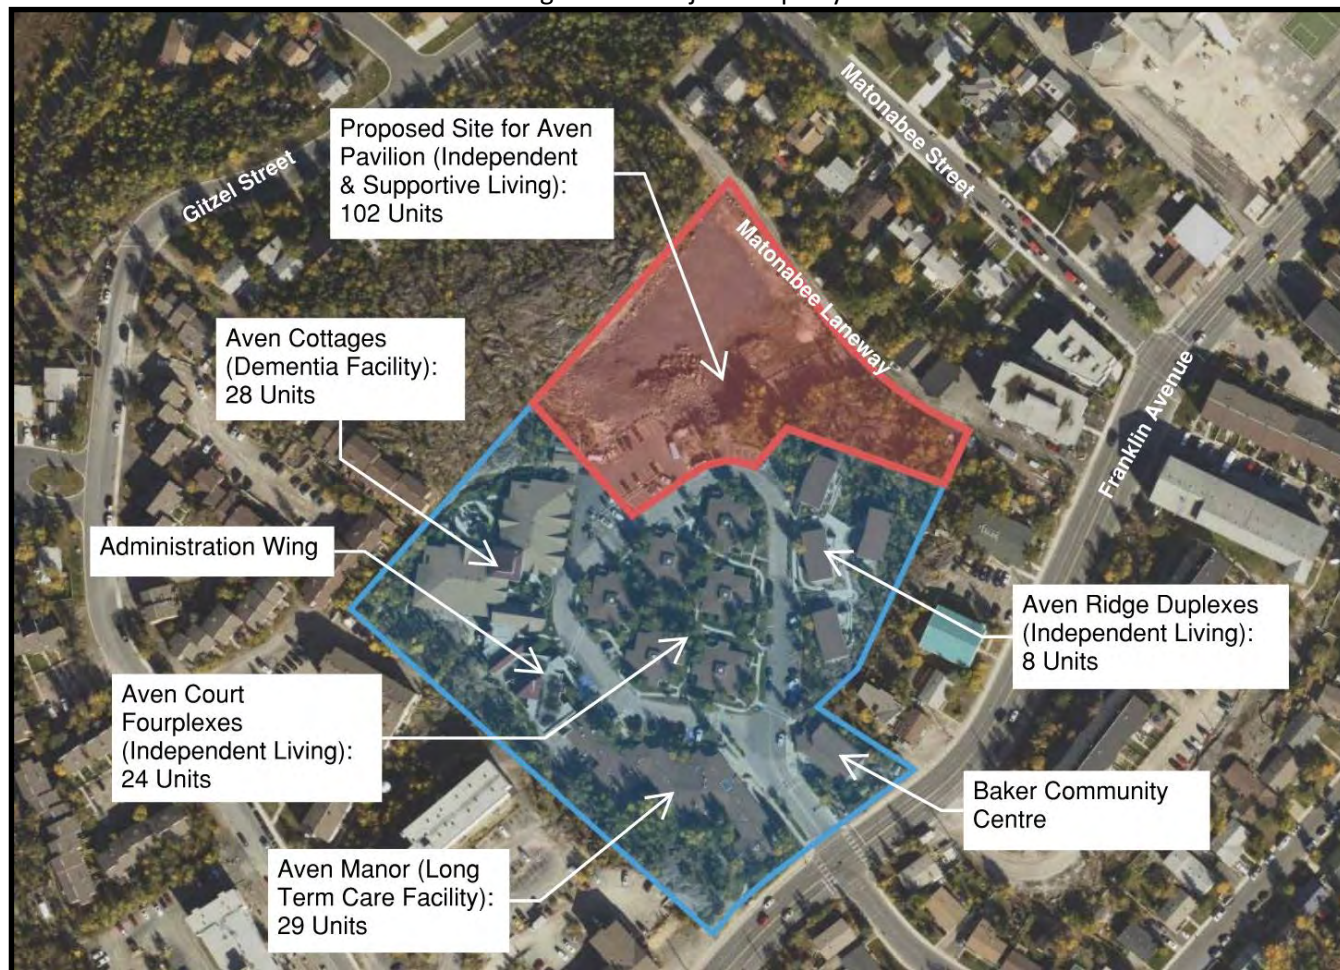 Proposed Site for Aven
Pavilion (Independent
& Supportive Living):
102 Units
Matonabee Street
Gitzel Street
Matonabee Laneway
Aven Cottages
(Dementia Facility):
28 Units
Franklin Avenue
Administration Wing
Aven Ridge Duplexes
(Independent Living):
8 Units
Aven Court
Fourplexes
(Independent Living):
24 Units
Baker Community
Centre
Aven Manor (Long
Term Care Facility):
29 Units